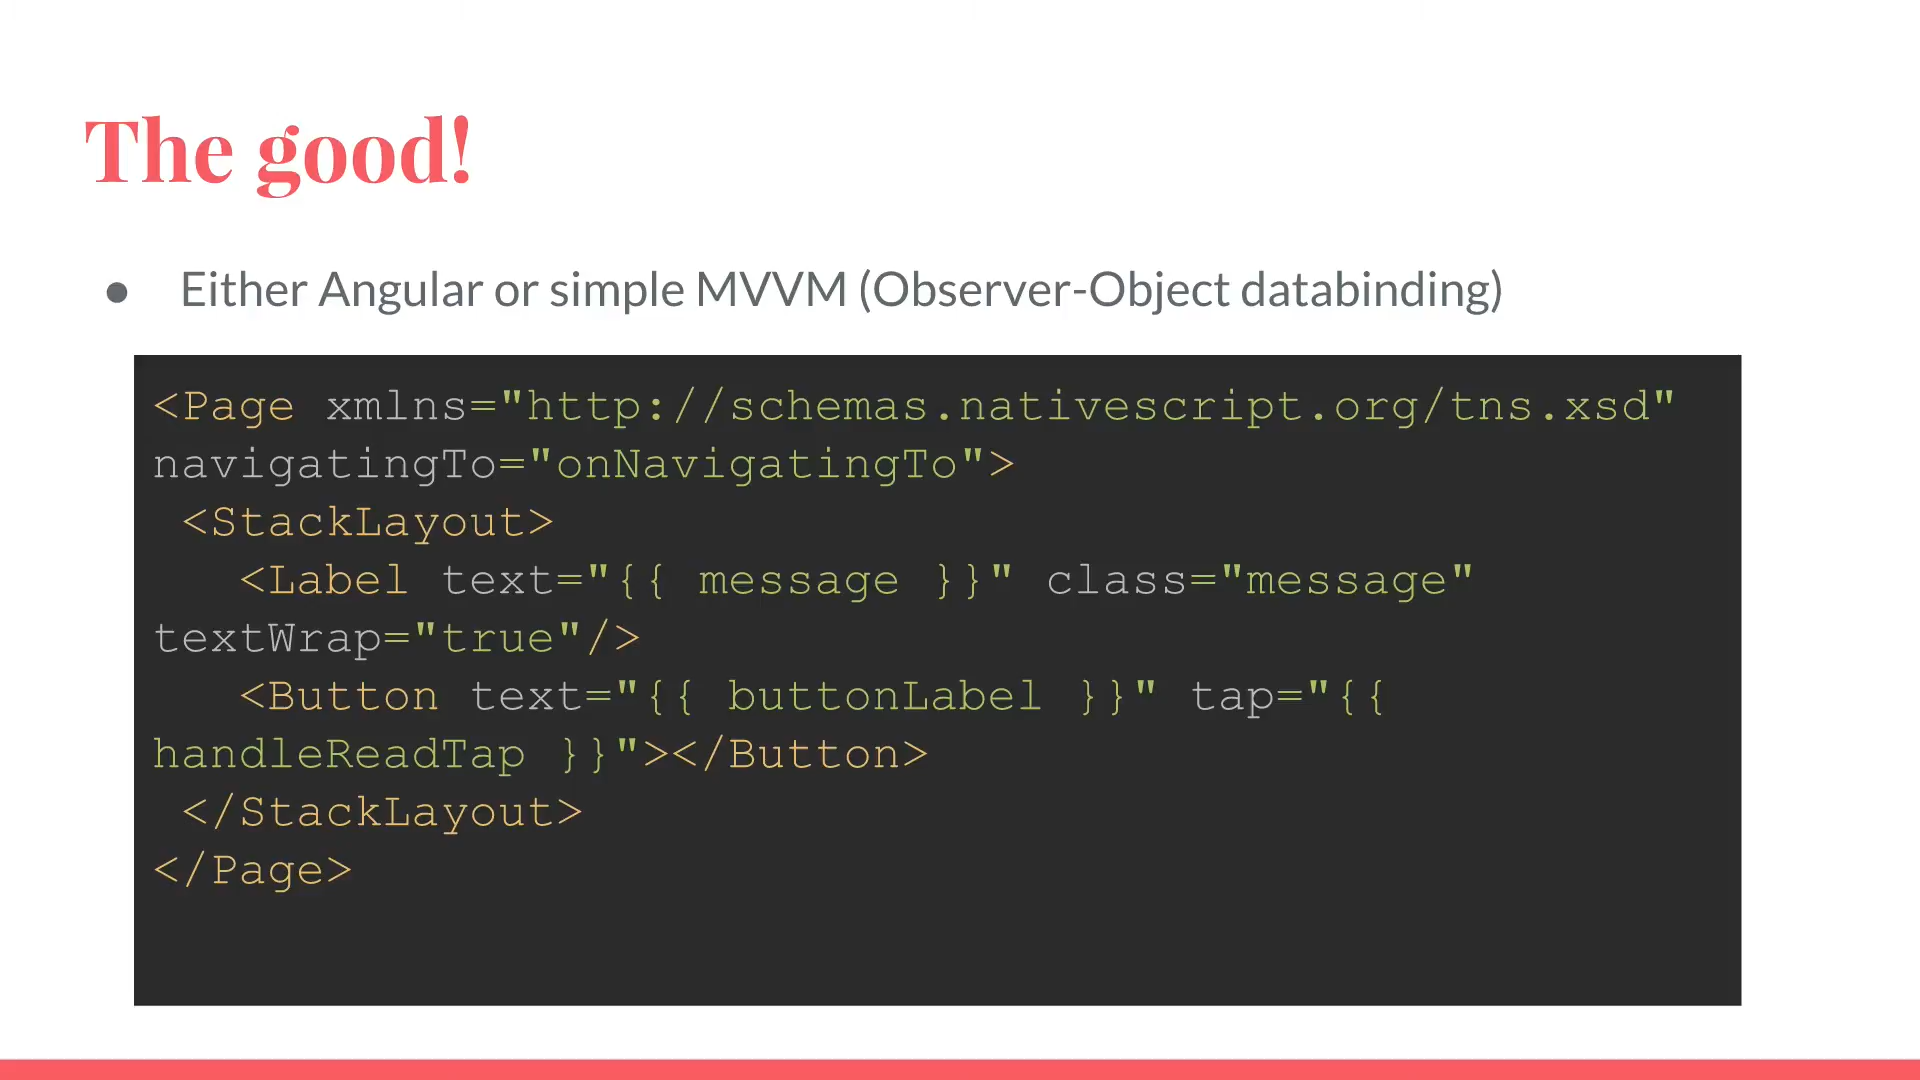 The good!
● Either Angular or simple MVVM (Observer-Object databinding)
<Page xmlns="http://schemas.nativescript.org/tns.xsd"
navigatingTo="onNavigatingTo">
 <StackLayout>
   <Label text="{{ message }}" class="message"
textWrap="true"/>
   <Button text="{{ buttonLabel }}" tap="{{
handleReadTap }}"></Button>
 </StackLayout>
</Page>